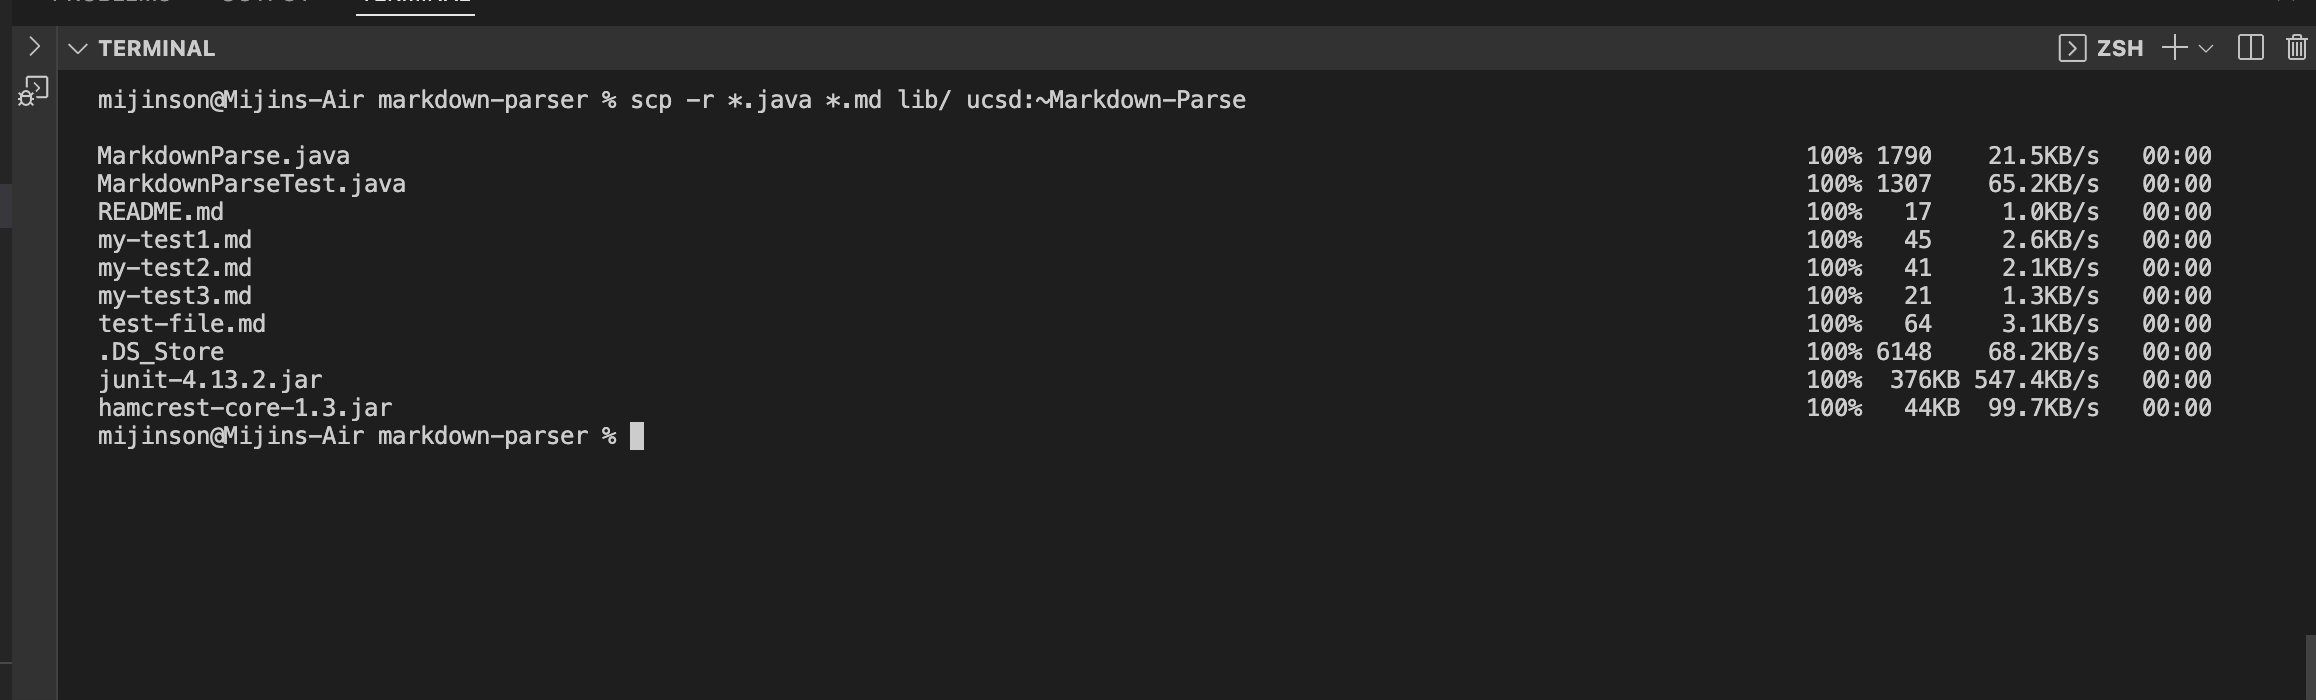 TERMINAL
TERMINAL ZSH
mijinson@Mijins-Air markdown-parser % scp -r *.java *.md lib/ ucsd:~Markdown-Parse
MarkdownParse.java 100% 1790 21.5KB/s 00:00
MarkdownParseTest.java 100% 1307 65.2KB/s 00:00
README.md 100% 17 1.0KB/s 00:00
my-test1.md 100% 45 2.6KB/s 00:00
my-test2.md 100% 41 2.1KB/s 00:00
my-test3.md 100% 21 1.3KB/s 00:00
test-file.md 100% 64 3.1KB/s 00:00
.DS_Store 100% 6148 68.2KB/s 00:00
junit-4.13.2.jar 100% 376KB 547.4KB/s 00:00
hamcrest-core-1.3.jar 100% 44KB 99.7KB/s 00:00
mijinson@Mijins-Air markdown-parser %